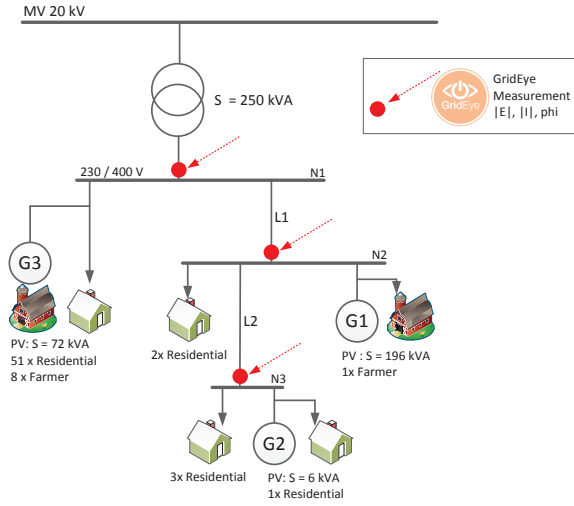 MV 20 kV
S = 250 kVA
GridEye
GridEye
Measurement
|E|, |I|, phi
230 / 400 V
N1
L1
N2
G3
G1
L2
PV: S = 72 kVA
51 x Residential
8 x Farmer
2x Residential
PV : S = 196 kVA
1x Farmer
N3
G2
3x Residential
PV: S = 6 kVA
1x Residential